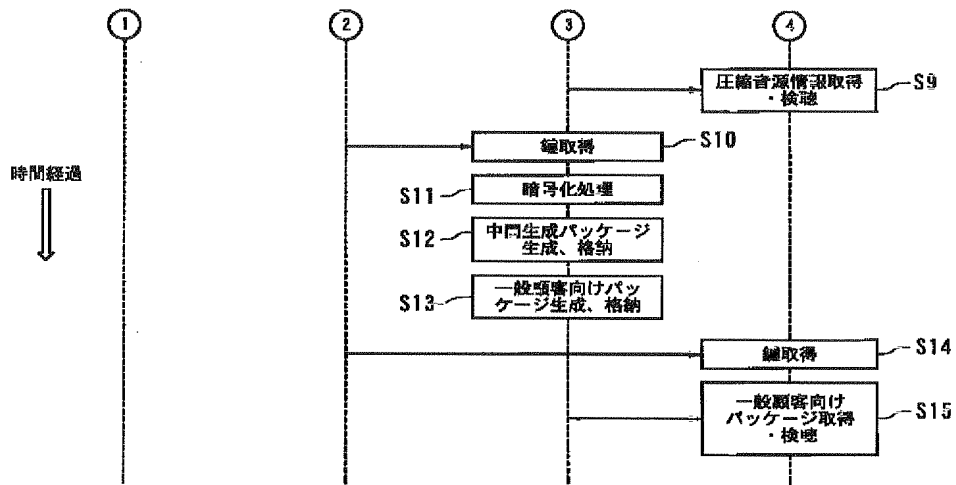 1 2 3 4
圧縮音源情報取得
・検聴
S9
鍵取得
S10
時間経過
S11
暗号化処理
S12
中間生成パッケージ
生成、格納
S13
一般顧客向けパッ
ケージ生成、格納
鍵取得
S14
一般顧客向け
パッケージ取得
・検聴
S15